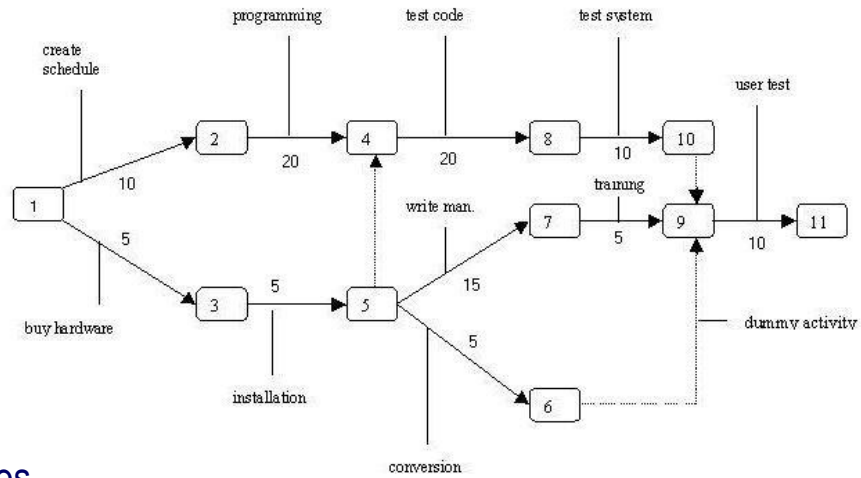 programming
test code
test system
create
schedule
user test
2
4
8
10
20
20
10
10
training
1
write man.
7
9
11
5
5
10
5
15
3
5
buy hardware
5
dummy activity
installation
6
conversion